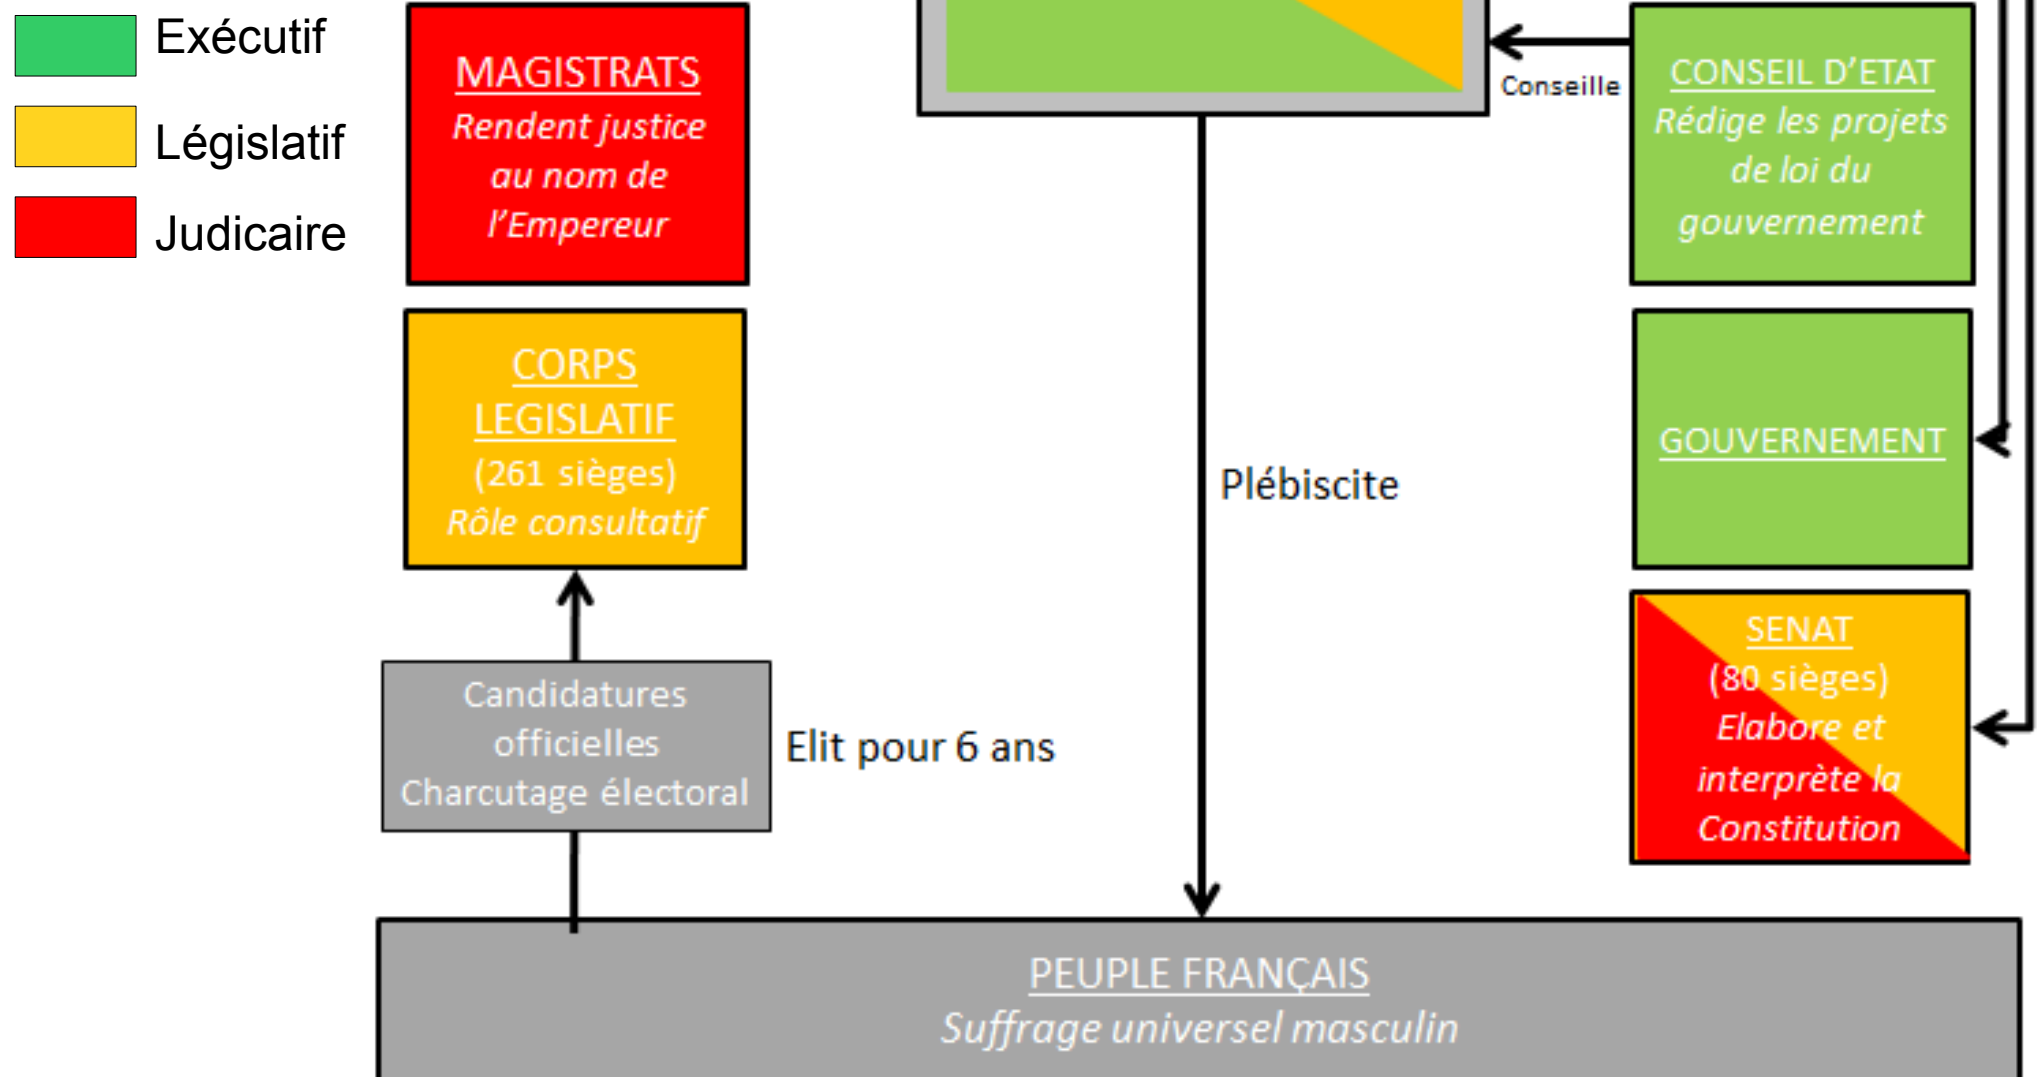 Exécutif
Législatif
Judicaire
MAGISTRATS
Rendent justice
au nom de
l’Empereur
Conseille
CONSEIL D’ETAT
Rédige les projets
de loi du
gouvernement
CORPS
LEGISLATIF
(261 sièges)
Rôle consultatif
Plébiscite
GOUVERNEMENT
Candidatures
officielles
Charcutage électoral
Elit pour 6 ans
SENAT
(80 sièges)
Elabore et
interprète la
Constitution
PEUPLE FRANÇAIS
Suffrage universel masculin